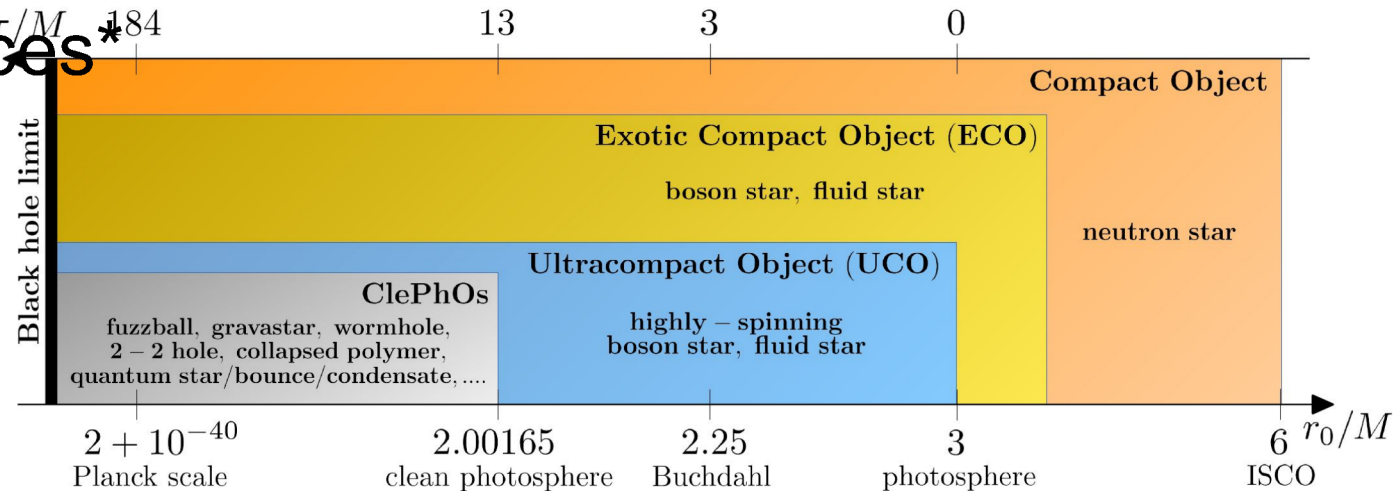 /M 184 13 3 0
ces*
Compact Object
Exotic Compact Object (ECO)
boson star, fluid star
neutron star
Ultracompact Object (UCO)
highly – spinning
boson star, fluid star
ClePhOs
fuzzball, gravastar, wormhole,
2 – 2 hole, collapsed polymer,
quantum star/bounce/condensate, ....
Black hole limit
2 + 10⁻⁴⁰ 2.00165 2.25 3 6 r₀/M
Planck scale clean photosphere Buchdahl photosphere ISCO